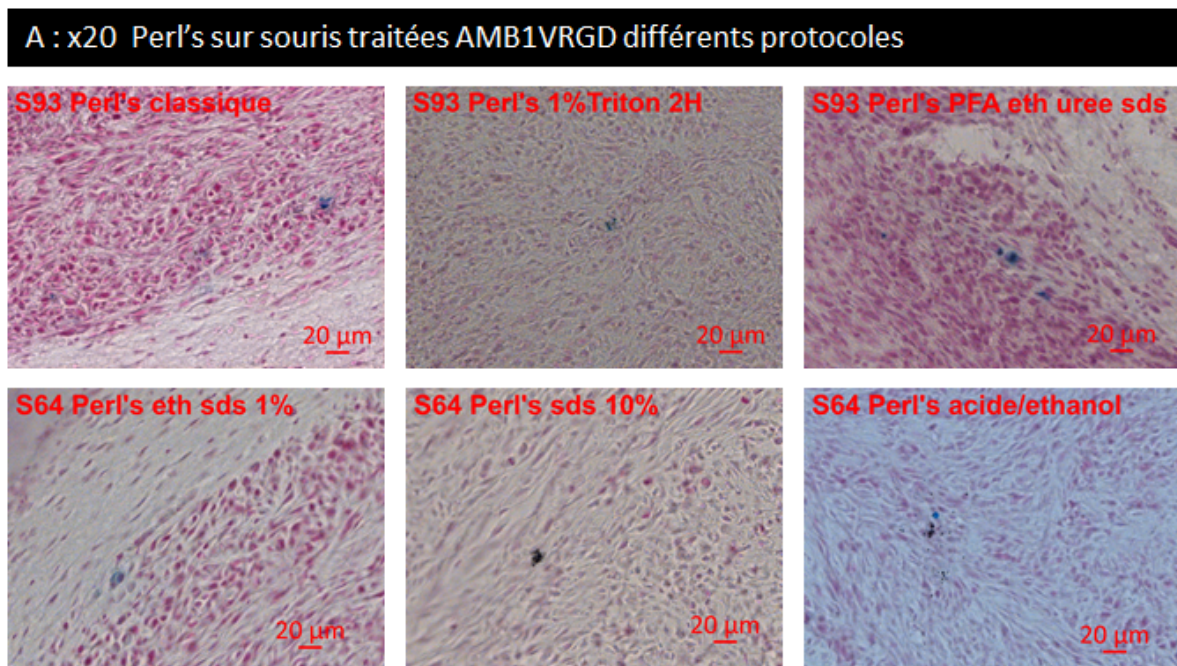 A : x20 Perl's sur souris traitées AMB1VRGD différents protocoles
S93 Perl's classique
20 µm
S93 Perl's 1%Triton 2H
20 µm
S93 Perl's PFA eth uree sds
20 µm
S64 Perl's eth sds 1%
20 µm
S64 Perl's sds 10%
20 µm
S64 Perl's acide/ethanol
20 µm